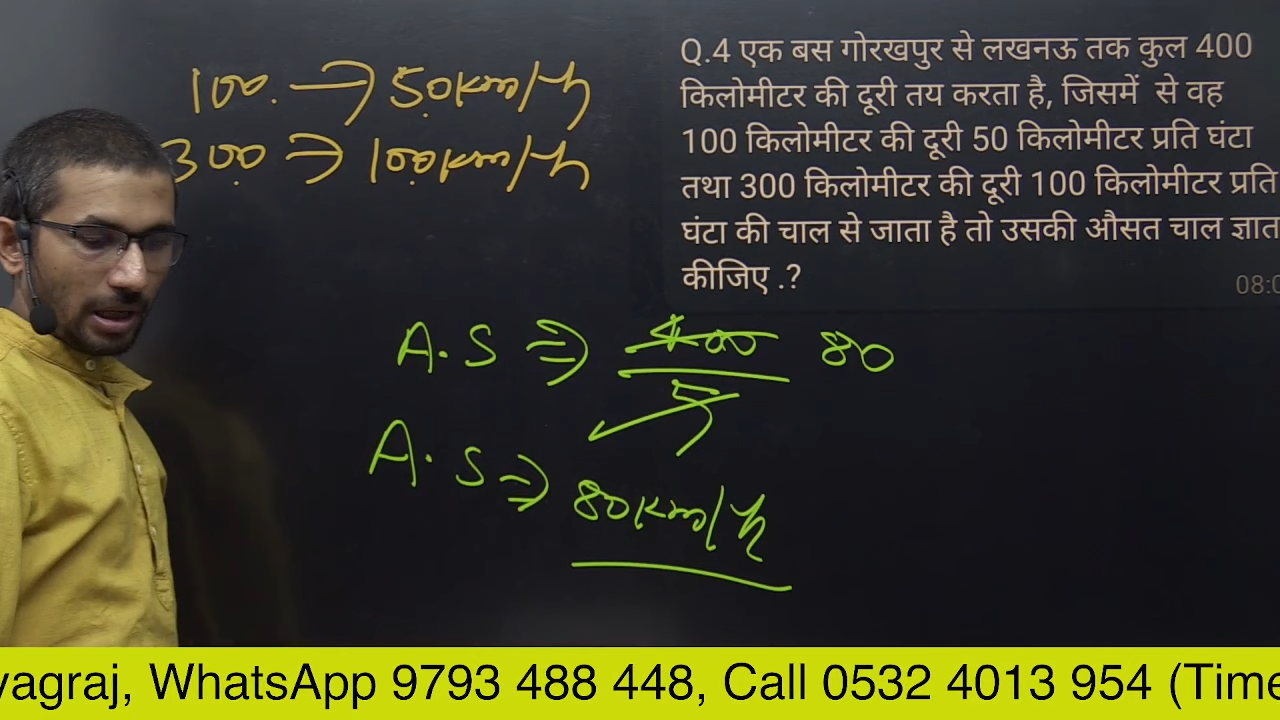 100. → 50km/h
300 → 100km/h
Q.4 एक बस गोरखपुर से लखनऊ तक कुल 400
किलोमीटर की दूरी तय करता है, जिसमें से वह
100 किलोमीटर की दूरी 50 किलोमीटर प्रति घंटा
तथा 300 किलोमीटर की दूरी 100 किलोमीटर प्रति
घंटा की चाल से जाता है तो उसकी औसत चाल ज्ञात
कीजिए .?
08:0
A.S ⇒ 400 80
5
A.S ⇒ 80km/h
yagraj, WhatsApp 9793 488 448, Call 0532 4013 954 (Time